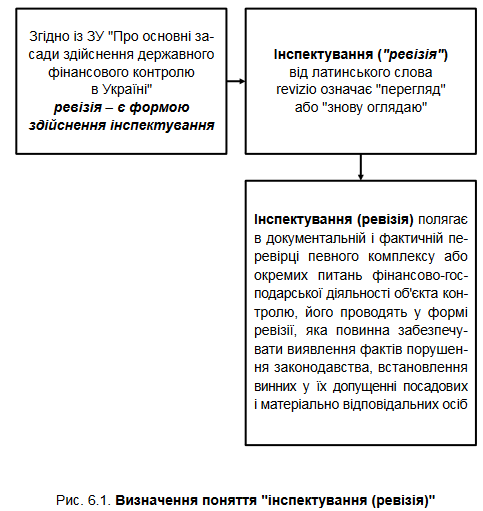 Згідно із ЗУ "Про основні за-
сади здійснення державного
фінансового контролю
в Україні"
ревізія – є формою
здійснення інспектування
Інспектування ("ревізія")
від латинського слова
revizio означає "перегляд"
або "знову оглядаю"
Інспектування (ревізія) полягає
в документальній і фактичній пе-
ревірці певного комплексу або
окремих питань фінансово-гос-
подарської діяльності об'єкта кон-
тролю, його проводять у формі
ревізії, яка повинна забезпечу-
вати виявлення фактів порушен-
ня законодавства, встановлення
винних у їх допущенні посадових
і матеріально відповідальних осіб
Рис. 6.1. Визначення поняття "інспектування (ревізія)"